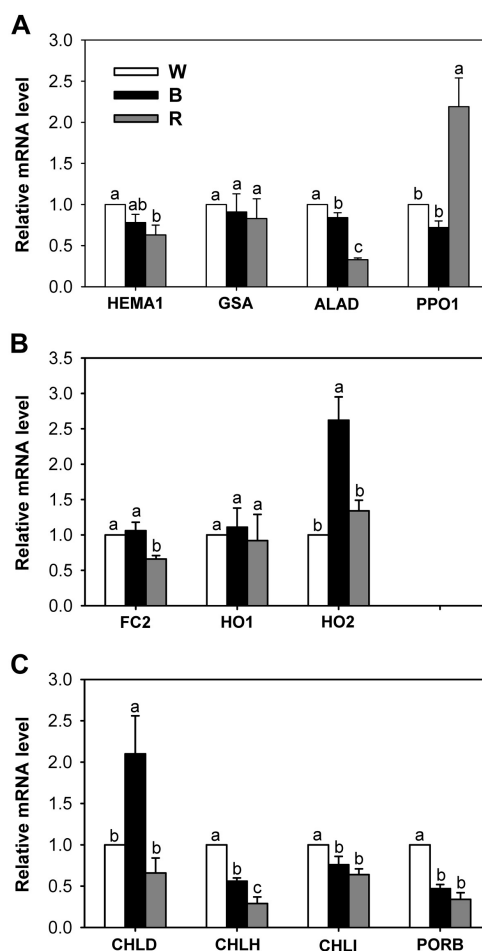 A
Relative mRNA level
3.0
2.5
2.0
1.5
1.0
0.5
0.0
W
B
R
a ab b
a a a
a b c
b b a
HEMA1 GSA ALAD PPO1
B
Relative mRNA level
3.5
3.0
2.5
2.0
1.5
1.0
0.5
0.0
a a b
a a a
b a b
FC2 HO1 HO2
C
Relative mRNA level
3.0
2.5
2.0
1.5
1.0
0.5
0.0
b a b
a b c
a b b
a b b
CHLD CHLH CHLI PORB